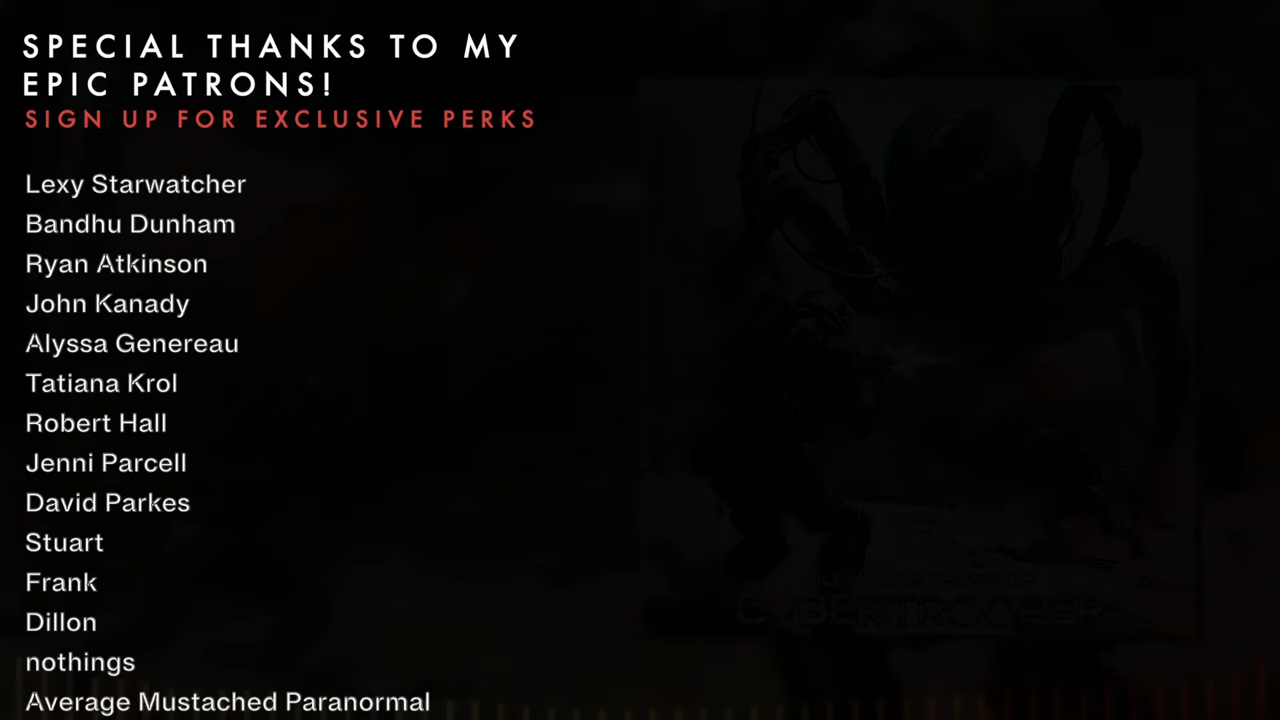 SPECIAL THANKS TO MY
EPIC PATRONS!
SIGN UP FOR EXCLUSIVE PERKS
Lexy Starwatcher
Bandhu Dunham
Ryan Atkinson
John Kanady
Alyssa Genereau
Tatiana Krol
Robert Hall
Jenni Parcell
David Parkes
Stuart
Frank
Dillon
nothings
Average Mustached Paranormal
CYBERTROOPER